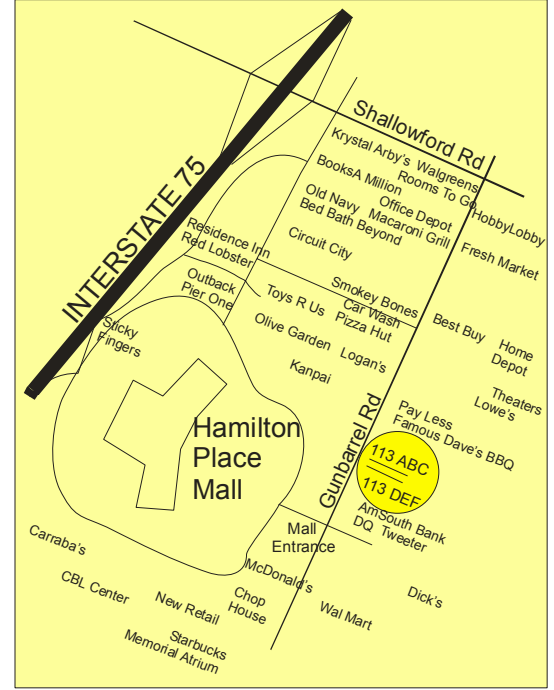 Shallowford Rd
INTERSTATE 75
Krystal Arby's Walgreens
Rooms To Go
BooksA Million
Office Depot
Old Navy Macaroni Grill
Bed Bath Beyond
HobbyLobby
Circuit City
Fresh Market
Residence Inn
Red Lobster
Outback
Pier One
Smokey Bones
Toys R Us Car Wash
Pizza Hut
Olive Garden
Best Buy
Home
Depot
Sticky
Fingers
Logan's
Kanpai
Theaters
Lowe's
Pay Less
Famous Dave's BBQ
Gunbarrel Rd
Hamilton
Place
Mall
113 ABC
113 DEF
AmSouth Bank
DQ Tweeter
Mall
Entrance
Carraba's
McDonald's
CBL Center
Chop
House
New Retail
Wal Mart
Dick's
Starbucks
Memorial Atrium